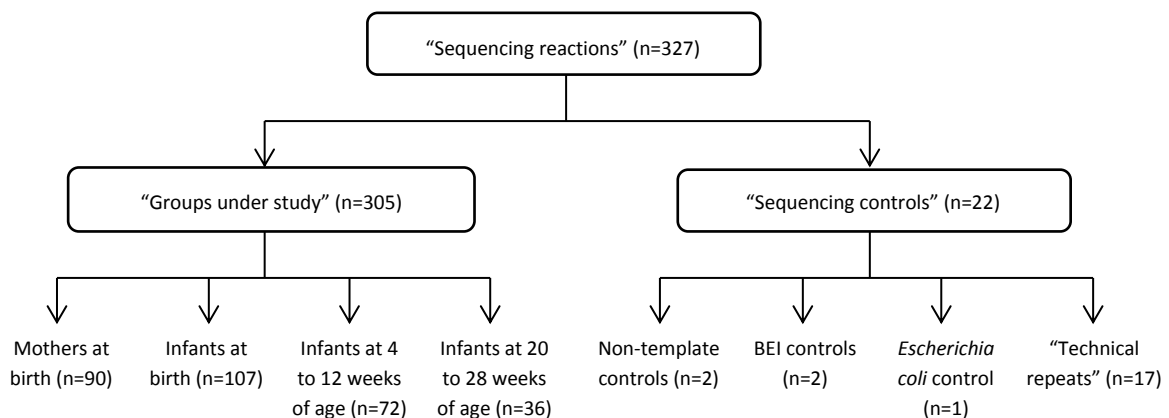 “Sequencing reactions” (n=327)
“Groups under study” (n=305)
“Sequencing controls” (n=22)
Mothers at
birth (n=90)
Infants at
birth (n=107)
Infants at 4
to 12 weeks
of age (n=72)
Infants at 20
to 28 weeks
of age (n=36)
Non-template
controls (n=2)
BEI controls
(n=2)
Escherichia
coli control
(n=1)
“Technical
repeats” (n=17)